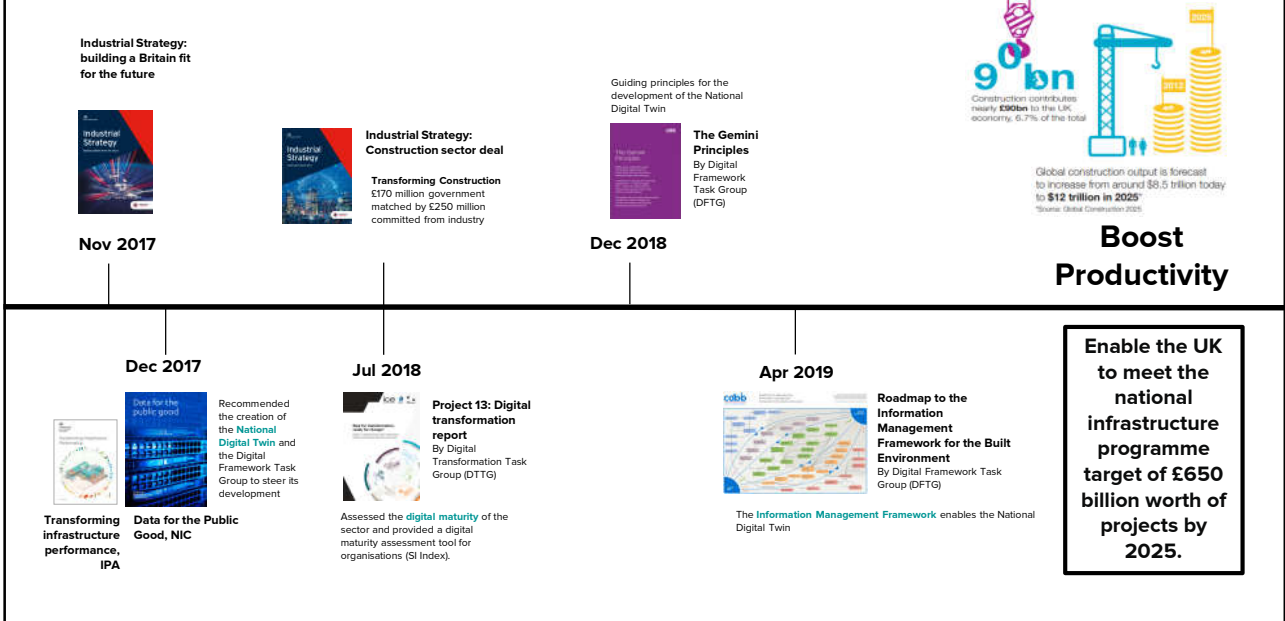 Industrial Strategy:
building a Britain fit
for the future
Industrial
Strategy
Nov 2017
Industrial
Strategy
Industrial Strategy:
Construction sector deal
Transforming Construction
£170 million government
matched by £250 million
committed from industry
Guiding principles for the
development of the National
Digital Twin
The Gemini
Principles
The Gemini
Principles
By Digital
Framework
Task Group
(DFTG)
Dec 2018
90bn
Construction contributes
nearly £90bn to the UK
economy, 6.7% of the total
2025
2012
Global construction output is forecast
to increase from around $8.5 trillion today
to $12 trillion in 2025*
*Source: Global Construction 2025
Boost
Productivity
Dec 2017
Data for the
public good
Recommended
the creation of
the National
Digital Twin and
the Digital
Framework Task
Group to steer its
development
Transforming
infrastructure
performance,
IPA
Data for the Public
Good, NIC
Jul 2018
ice
Project 13: Digital
transformation
report
By Digital
Transformation Task
Group (DTTG)
Assessed the digital maturity of the
sector and provided a digital
maturity assessment tool for
organisations (SI Index).
Apr 2019
cdbb
Roadmap to the
Information
Management
Framework for the Built
Environment
By Digital Framework Task
Group (DFTG)
The Information Management Framework enables the National
Digital Twin
Enable the UK
to meet the
national
infrastructure
programme
target of £650
billion worth of
projects by
2025.